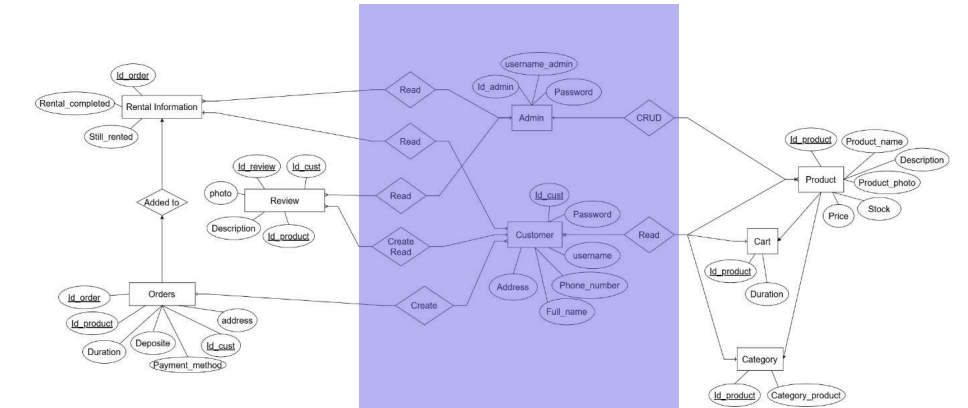 Id_order
Rental_completed
Rental Information
Still_rented
Read
Read
Added to
Id_review
Id_cust
photo
Review
Description
Id_product
Read
Create
Read
Create
Id_order
Orders
Id_product
Duration
Deposite
Payment_method
Id_cust
address
username_admin
Id_admin
Password
Admin
CRUD
Id_cust
Password
Customer
username
Address
Phone_number
Full_name
Read
Id_product
Product_name
Description
Product
Product_photo
Price
Stock
Cart
Id_product
Duration
Category
Id_product
Category_product